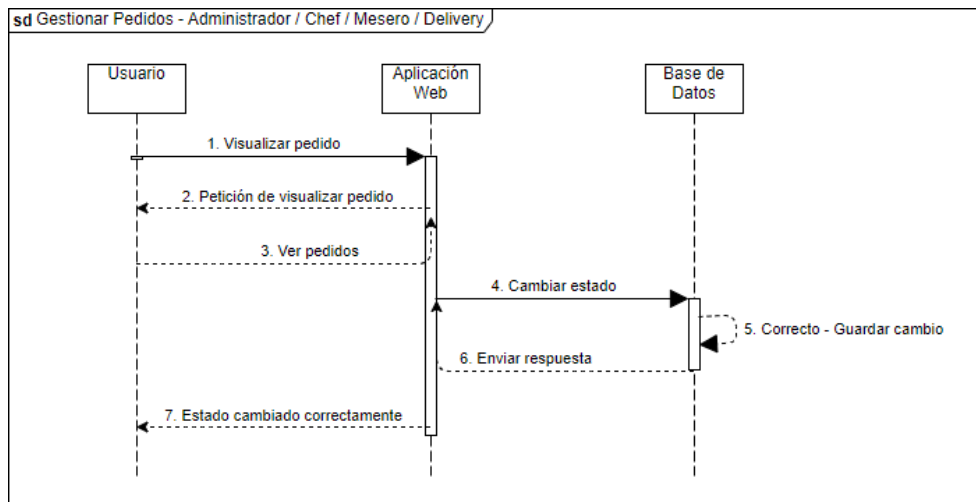 sd Gestionar Pedidos - Administrador / Chef / Mesero / Delivery
Usuario
Aplicación
Web
Base de
Datos
1. Visualizar pedido
2. Petición de visualizar pedido
3. Ver pedidos
4. Cambiar estado
5. Correcto - Guardar cambio
6. Enviar respuesta
7. Estado cambiado correctamente